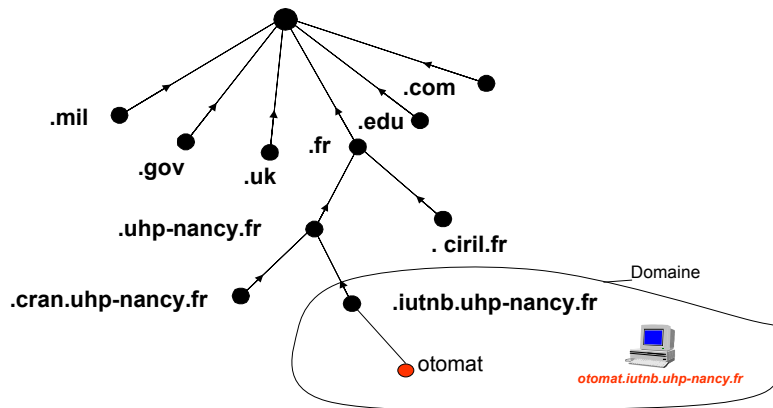 .com
.mil
.edu
.gov
.fr
.uk
.uhp-nancy.fr
. ciril.fr
Domaine
.cran.uhp-nancy.fr
.iutnb.uhp-nancy.fr
otomat
otomat.iutnb.uhp-nancy.fr